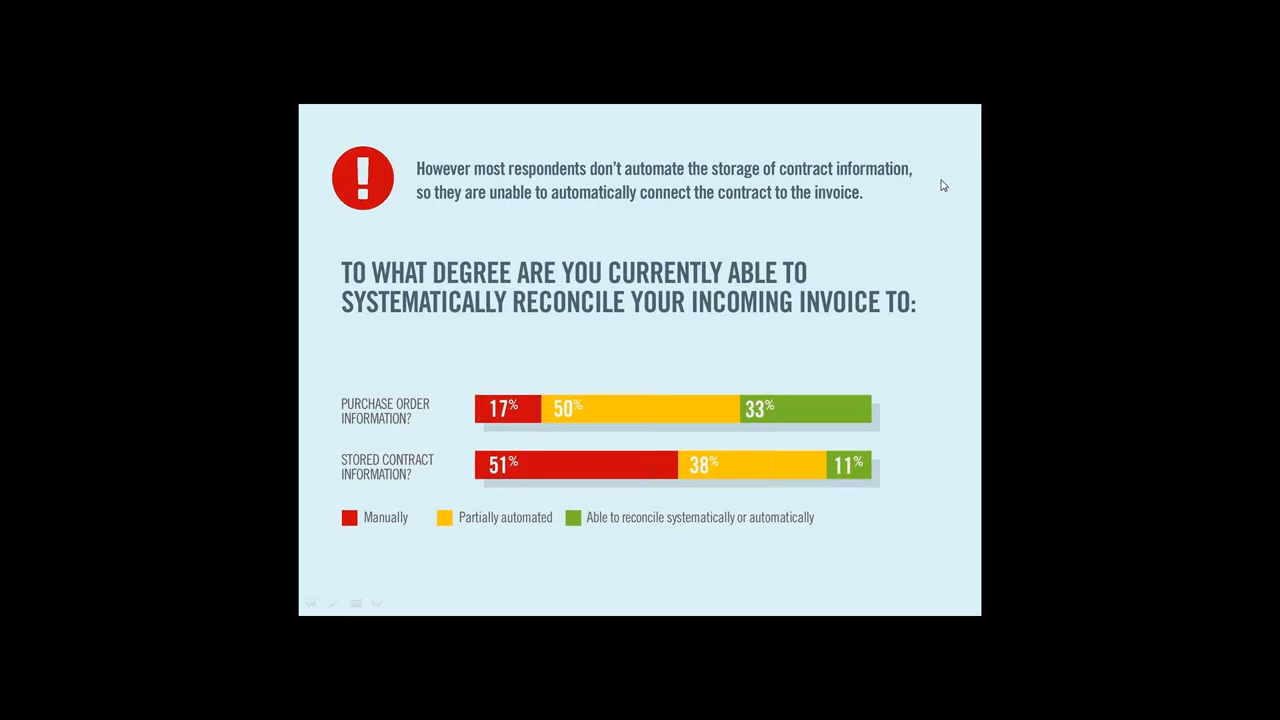 However most respondents don't automate the storage of contract information,
so they are unable to automatically connect the contract to the invoice.
TO WHAT DEGREE ARE YOU CURRENTLY ABLE TO
SYSTEMATICALLY RECONCILE YOUR INCOMING INVOICE TO:
PURCHASE ORDER
INFORMATION?
17% 50% 33%
STORED CONTRACT
INFORMATION?
51% 38% 11%
Manually Partially automated Able to reconcile systematically or automatically